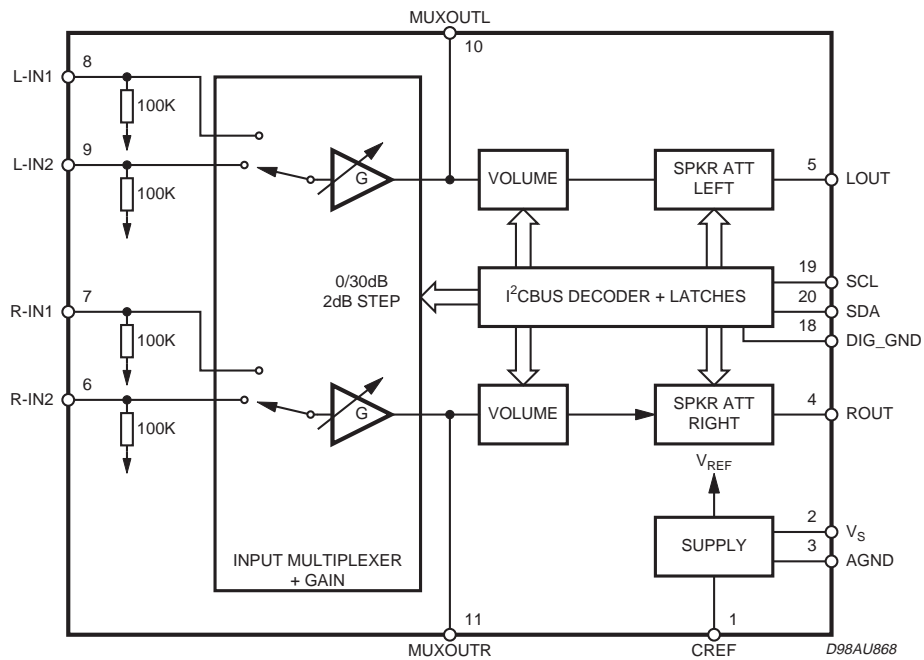 MUXOUTL
10
L-IN1
8
100K
L-IN2
9
100K
G
VOLUME
SPKR ATT
LEFT
5
LOUT
0/30dB
2dB STEP
I²CBUS DECODER + LATCHES
19
SCL
20
SDA
18
DIG_GND
R-IN1
7
100K
R-IN2
6
100K
G
VOLUME
SPKR ATT
RIGHT
4
ROUT
VREF
INPUT MULTIPLEXER
+ GAIN
SUPPLY
2
VS
3
AGND
11
MUXOUTR
1
CREF
D98AU868